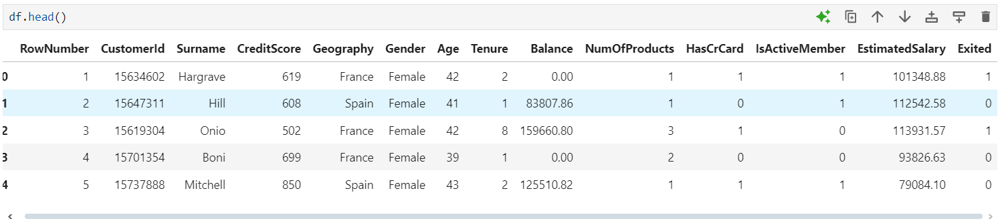 df.head()
RowNumber CustomerId Surname CreditScore Geography Gender Age Tenure Balance NumOfProducts HasCrCard IsActiveMember EstimatedSalary Exited
0 1 15634602 Hargrave 619 France Female 42 2 0.00 1 1 1 101348.88 1
1 2 15647311 Hill 608 Spain Female 41 1 83807.86 1 0 1 112542.58 0
2 3 15619304 Onio 502 France Female 42 8 159660.80 3 1 0 113931.57 1
3 4 15701354 Boni 699 France Female 39 1 0.00 2 0 0 93826.63 0
4 5 15737888 Mitchell 850 Spain Female 43 2 125510.82 1 1 1 79084.10 0